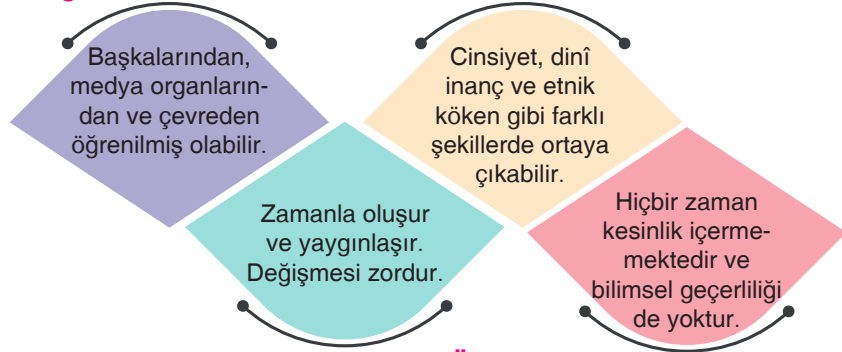 Başkalarından,
medya organların-
dan ve çevreden
öğrenilmiş olabilir.
Zamanla oluşur
ve yaygınlaşır.
Değişmesi zordur.
Cinsiyet, dinî
inanç ve etnik
köken gibi farklı
şekillerde ortaya
çıkabilir.
Hiçbir zaman
kesinlik içerme-
mektedir ve
bilimsel geçerliliği
de yoktur.